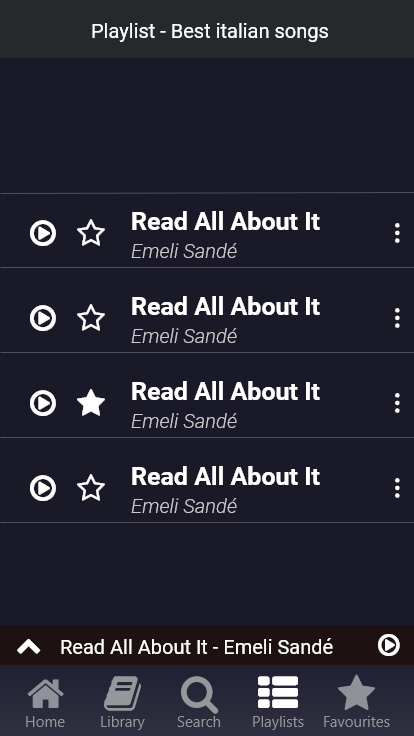 Playlist - Best italian songs
Read All About It
Emeli Sandé
Read All About It
Emeli Sandé
Read All About It
Emeli Sandé
Read All About It
Emeli Sandé
Read All About It - Emeli Sandé
Home Library Search Playlists Favourites